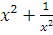 x² + 1/x²